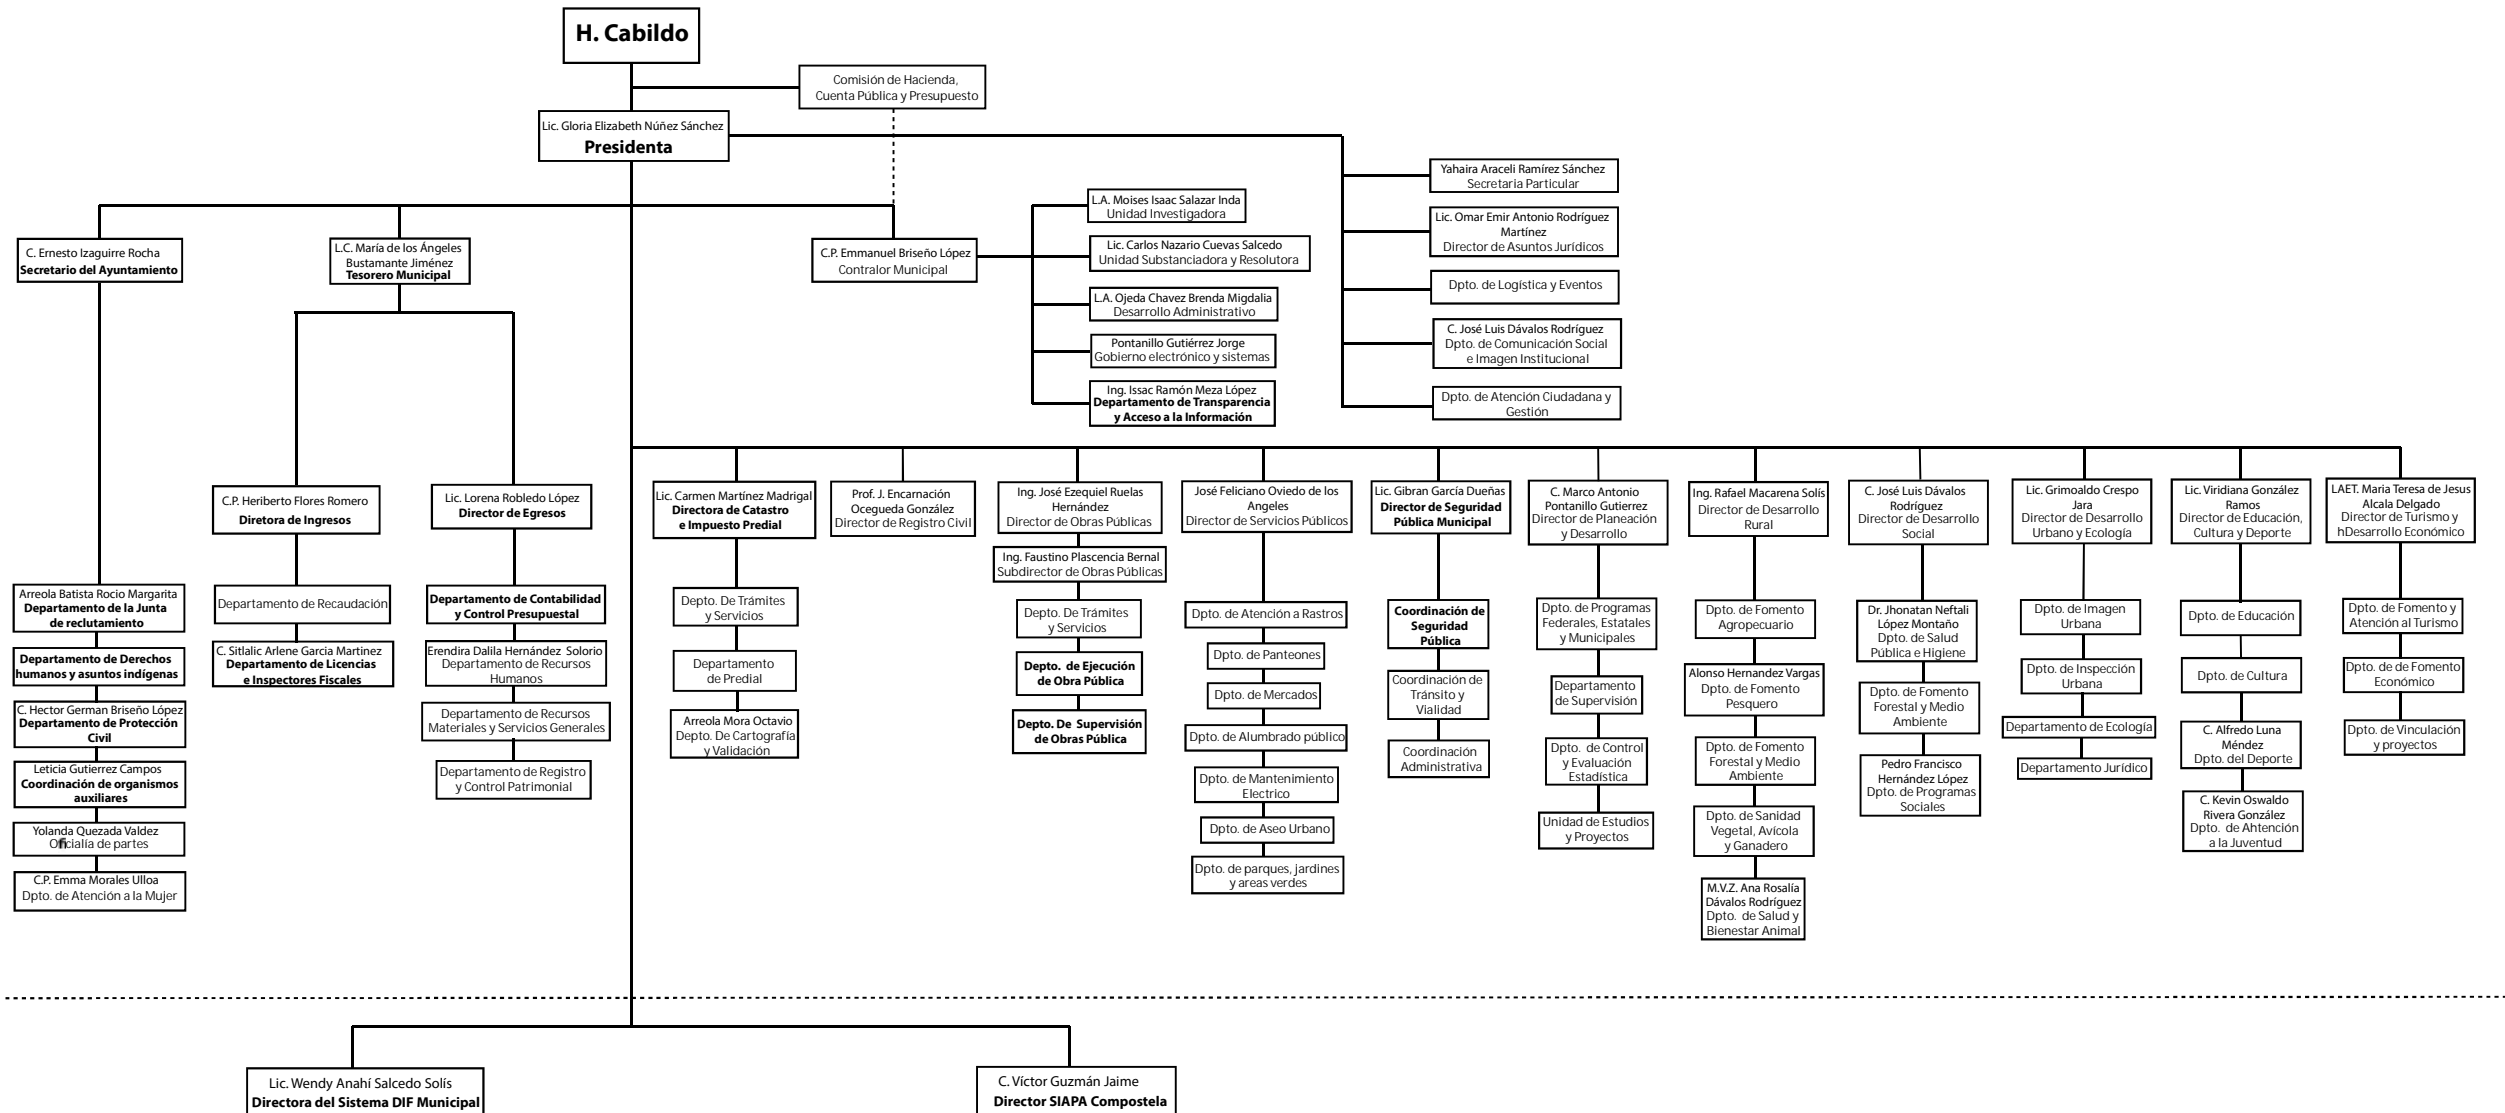 H. Cabildo
Comisión de Hacienda,
Cuenta Pública y Presupuesto
Lic. Gloria Elizabeth Núñez Sánchez
Presidenta
Yahaira Araceli Ramírez Sánchez
Secretaria Particular
Lic. Omar Emir Antonio Rodríguez
Martínez
Director de Asuntos Jurídicos
Dpto. de Logística y Eventos
C. José Luis Dávalos Rodríguez
Dpto. de Comunicación Social
e Imagen Institucional
Dpto. de Atención Ciudadana y
Gestión
C. Ernesto Izaguirre Rocha
Secretario del Ayuntamiento
L.C. María de los Ángeles
Bustamante Jiménez
Tesorero Municipal
C.P. Emmanuel Briseño López
Contralor Municipal
L.A. Moises Isaac Salazar Inda
Unidad Investigadora
Lic. Carlos Nazario Cuevas Salcedo
Unidad Substanciadora y Resolutora
L.A. Ojeda Chavez Brenda Migdalia
Desarrollo Administrativo
Pontanillo Gutiérrez Jorge
Gobierno electrónico y sistemas
Ing. Issac Ramón Meza López
Departamento de Transparencia
y Acceso a la Información
Arreola Batista Rocio Margarita
Departamento de la Junta
de reclutamiento
Departamento de Derechos
humanos y asuntos indígenas
C. Hector German Briseño López
Departamento de Protección
Civil
Leticia Gutierrez Campos
Coordinación de organismos
auxiliares
Yolanda Quezada Valdez
Oficialía de partes
C.P. Emma Morales Ulloa
Dpto. de Atención a la Mujer
C.P. Heriberto Flores Romero
Diretora de Ingresos
Departamento de Recaudación
C. Sitlalic Arlene Garcia Martinez
Departamento de Licencias
e Inspectores Fiscales
Lic. Lorena Robledo López
Director de Egresos
Departamento de Contabilidad
y Control Presupuestal
Erendira Dalila Hernández Solorio
Departamento de Recursos
Humanos
Departamento de Recursos
Materiales y Servicios Generales
Departamento de Registro
y Control Patrimonial
Lic. Carmen Martínez Madrigal
Directora de Catastro
e Impuesto Predial
Depto. De Trámites
y Servicios
Departamento
de Predial
Arreola Mora Octavio
Depto. De Cartografía
y Validación
Prof. J. Encarnación
Ocegueda González
Director de Registro Civil
Ing. José Ezequiel Ruelas
Hernández
Director de Obras Públicas
Ing. Faustino Plascencia Bernal
Subdirector de Obras Públicas
Depto. De Trámites
y Servicios
Depto. de Ejecución
de Obra Pública
Depto. De Supervisión
de Obras Pública
José Feliciano Oviedo de los
Angeles
Director de Servicios Públicos
Dpto. de Atención a Rastros
Dpto. de Panteones
Dpto. de Mercados
Dpto. de Alumbrado público
Dpto. de Mantenimiento
Electrico
Dpto. de Aseo Urbano
Dpto. de parques, jardines
y areas verdes
Lic. Gibran García Dueñas
Director de Seguridad
Pública Municipal
Coordinación de
Seguridad
Pública
Coordinación de
Tránsito y
Vialidad
Coordinación
Administrativa
C. Marco Antonio
Pontanillo Gutierrez
Director de Planeación
y Desarrollo
Dpto. de Programas
Federales, Estatales
y Municipales
Departamento
de Supervisión
Dpto. de Control
y Evaluación
Estadística
Unidad de Estudios
y Proyectos
Ing. Rafael Macarena Solís
Director de Desarrollo
Rural
Dpto. de Fomento
Agropecuario
Alonso Hernandez Vargas
Dpto. de Fomento
Pesquero
Dpto. de Fomento
Forestal y Medio
Ambiente
Dpto. de Sanidad
Vegetal, Avícola
y Ganadero
M.V.Z. Ana Rosalía
Dávalos Rodríguez
Dpto. de Salud y
Bienestar Animal
C. José Luis Dávalos
Rodríguez
Director de Desarrollo
Social
Dr. Jhonatan Neftali
López Montaño
Dpto. de Salud
Pública e Higiene
Dpto. de Fomento
Forestal y Medio
Ambiente
Pedro Francisco
Hernández López
Dpto. de Programas
Sociales
Lic. Grimoaldo Crespo
Jara
Director de Desarrollo
Urbano y Ecología
Dpto. de Imagen
Urbana
Dpto. de Inspección
Urbana
Departamento de Ecología
Departamento Jurídico
Lic. Viridiana González
Ramos
Director de Educación,
Cultura y Deporte
Dpto. de Educación
Dpto. de Cultura
C. Alfredo Luna
Méndez
Dpto. del Deporte
C. Kevin Oswaldo
Rivera González
Dpto. de Ahtención
a la Juventud
LAET. Maria Teresa de Jesus
Alcala Delgado
Director de Turismo y
hDesarrollo Económico
Dpto. de Fomento y
Atención al Turismo
Dpto. de de Fomento
Económico
Dpto. de Vinculación
y proyectos
Lic. Wendy Anahí Salcedo Solís
Directora del Sistema DIF Municipal
C. Víctor Guzmán Jaime
Director SIAPA Compostela